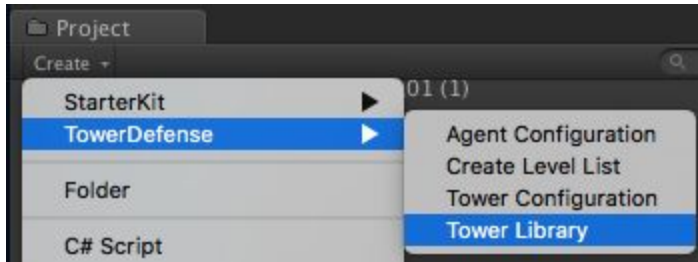 Project
Create
01 (1)
StarterKit
TowerDefense
Folder
C# Script
Agent Configuration
Create Level List
Tower Configuration
Tower Library